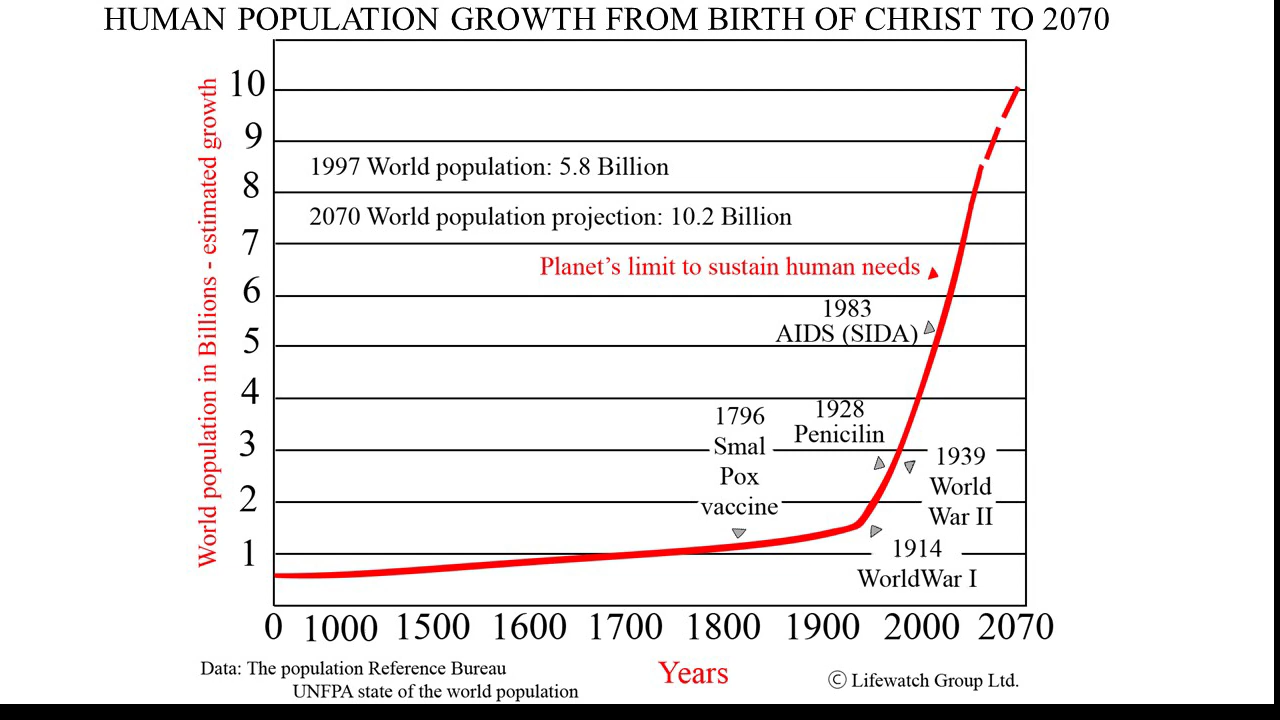 HUMAN POPULATION GROWTH FROM BIRTH OF CHRIST TO 2070
World population in Billions - estimated growth
10
9
8
7
6
5
4
3
2
1
1997 World population: 5.8 Billion
2070 World population projection: 10.2 Billion
Planet's limit to sustain human needs
1983
AIDS (SIDA)
1796
Smal
Pox
vaccine
1928
Penicilin
1939
World
War II
1914
WorldWar I
0 1000 1500 1600 1700 1800 1900 2000 2070
Years
Data: The population Reference Bureau
UNFPA state of the world population
© Lifewatch Group Ltd.